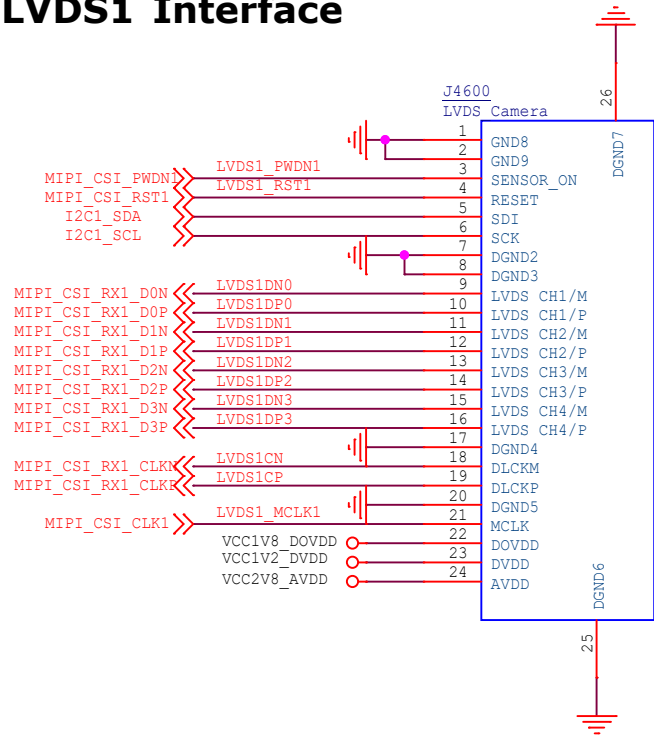 LVDS1 Interface
J4600
LVDS Camera
26
DGND7
1 GND8
2 GND9
MIPI_CSI_PWDN1 LVDS1_PWDN1 3 SENSOR_ON
MIPI_CSI_RST1 LVDS1_RST1 4 RESET
I2C1_SDA 5 SDI
I2C1_SCL 6 SCK
7 DGND2
8 DGND3
MIPI_CSI_RX1_D0N LVDS1DN0 9 LVDS CH1/M
MIPI_CSI_RX1_D0P LVDS1DP0 10 LVDS CH1/P
MIPI_CSI_RX1_D1N LVDS1DN1 11 LVDS CH2/M
MIPI_CSI_RX1_D1P LVDS1DP1 12 LVDS CH2/P
MIPI_CSI_RX1_D2N LVDS1DN2 13 LVDS CH3/M
MIPI_CSI_RX1_D2P LVDS1DP2 14 LVDS CH3/P
MIPI_CSI_RX1_D3N LVDS1DN3 15 LVDS CH4/M
MIPI_CSI_RX1_D3P LVDS1DP3 16 LVDS CH4/P
17 DGND4
MIPI_CSI_RX1_CLKN LVDS1CN 18 DLCKM
MIPI_CSI_RX1_CLKP LVDS1CP 19 DLCKP
20 DGND5
MIPI_CSI_CLK1 LVDS1_MCLK1 21 MCLK
VCC1V8_DOVDD 22 DOVDD
VCC1V2_DVDD 23 DVDD
VCC2V8_AVDD 24 AVDD
DGND6
25